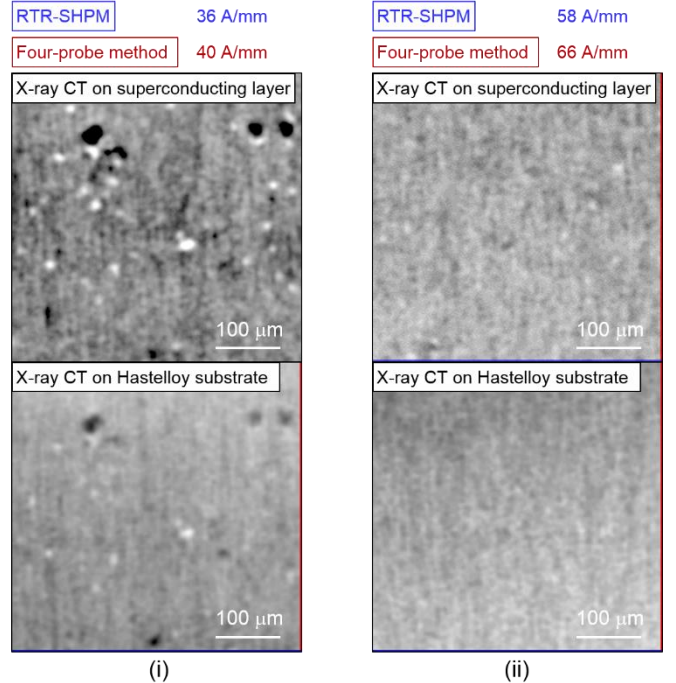 RTR-SHPM 36 A/mm
Four-probe method 40 A/mm
X-ray CT on superconducting layer
100 μm
X-ray CT on Hastelloy substrate
100 μm
(i)
RTR-SHPM 58 A/mm
Four-probe method 66 A/mm
X-ray CT on superconducting layer
100 μm
X-ray CT on Hastelloy substrate
100 μm
(ii)